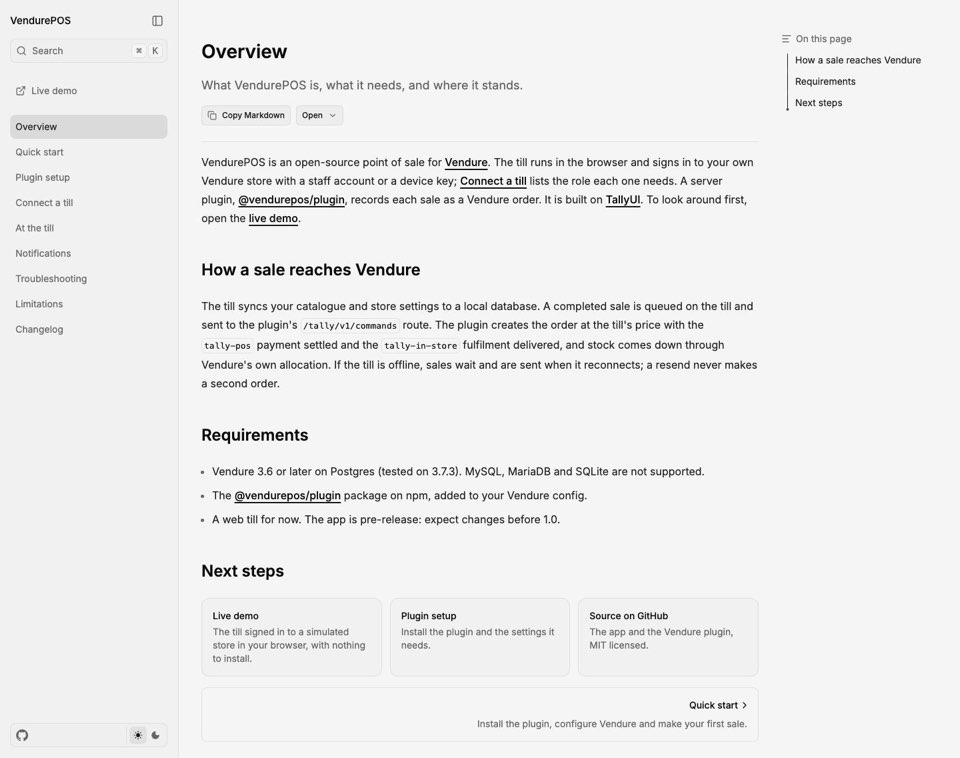 VendurePOS
Search
⌘ K
Live demo
Overview
Quick start
Plugin setup
Connect a till
At the till
Notifications
Troubleshooting
Limitations
Changelog
Overview
What VendurePOS is, what it needs, and where it stands.
Copy Markdown
Open
VendurePOS is an open-source point of sale for Vendure. The till runs in the browser and signs in to your own
Vendure store with a staff account or a device key; Connect a till lists the role each one needs. A server
plugin, @vendurepos/plugin, records each sale as a Vendure order. It is built on TallyUI. To look around first,
open the live demo.
How a sale reaches Vendure
The till syncs your catalogue and store settings to a local database. A completed sale is queued on the till and
sent to the plugin's /tally/v1/commands route. The plugin creates the order at the till's price with the
tally-pos payment settled and the tally-in-store fulfilment delivered, and stock comes down through
Vendure's own allocation. If the till is offline, sales wait and are sent when it reconnects; a resend never makes
a second order.
Requirements
• Vendure 3.6 or later on Postgres (tested on 3.7.3). MySQL, MariaDB and SQLite are not supported.
• The @vendurepos/plugin package on npm, added to your Vendure config.
• A web till for now. The app is pre-release: expect changes before 1.0.
Next steps
Live demo
The till signed in to a simulated
store in your browser, with nothing
to install.
Plugin setup
Install the plugin and the settings it
needs.
Source on GitHub
The app and the Vendure plugin,
MIT licensed.
Quick start
Install the plugin, configure Vendure and make your first sale.
On this page
How a sale reaches Vendure
Requirements
Next steps